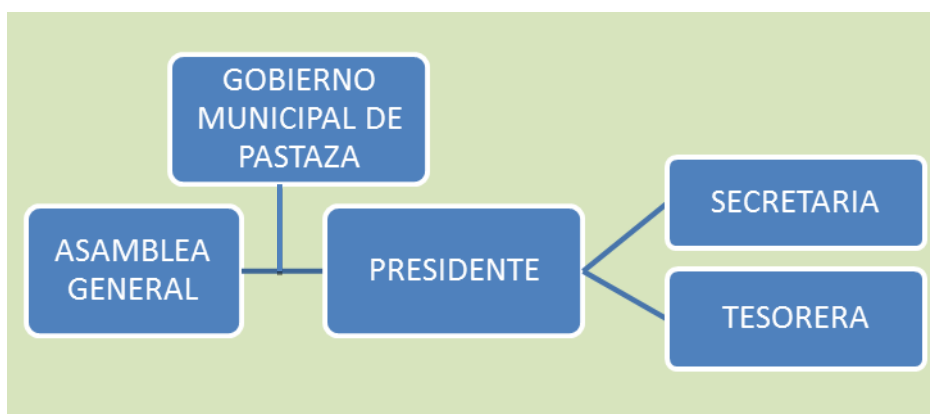 GOBIERNO
MUNICIPAL DE
PASTAZA
ASAMBLEA
GENERAL
PRESIDENTE
SECRETARIA
TESORERA